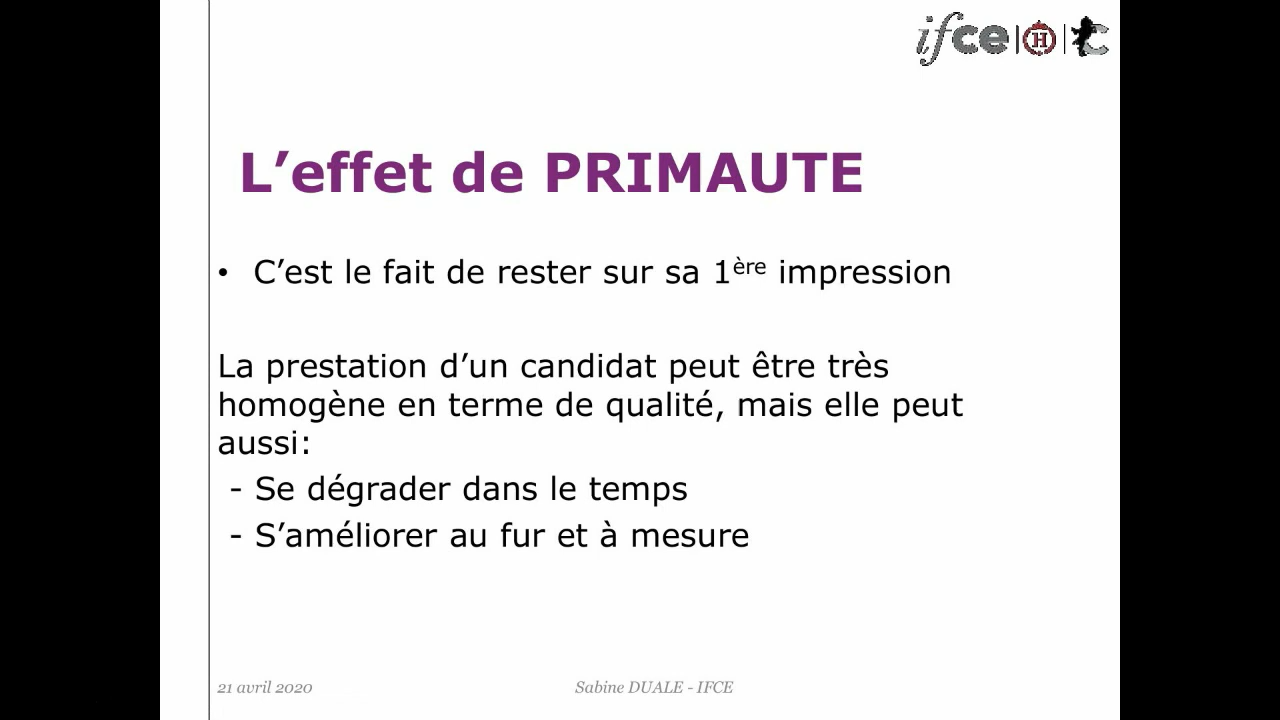 ifce | H | C
L’effet de PRIMAUTE
• C’est le fait de rester sur sa 1ère impression
La prestation d’un candidat peut être très
homogène en terme de qualité, mais elle peut
aussi:
- Se dégrader dans le temps
- S’améliorer au fur et à mesure
21 avril 2020
Sabine DUALE - IFCE